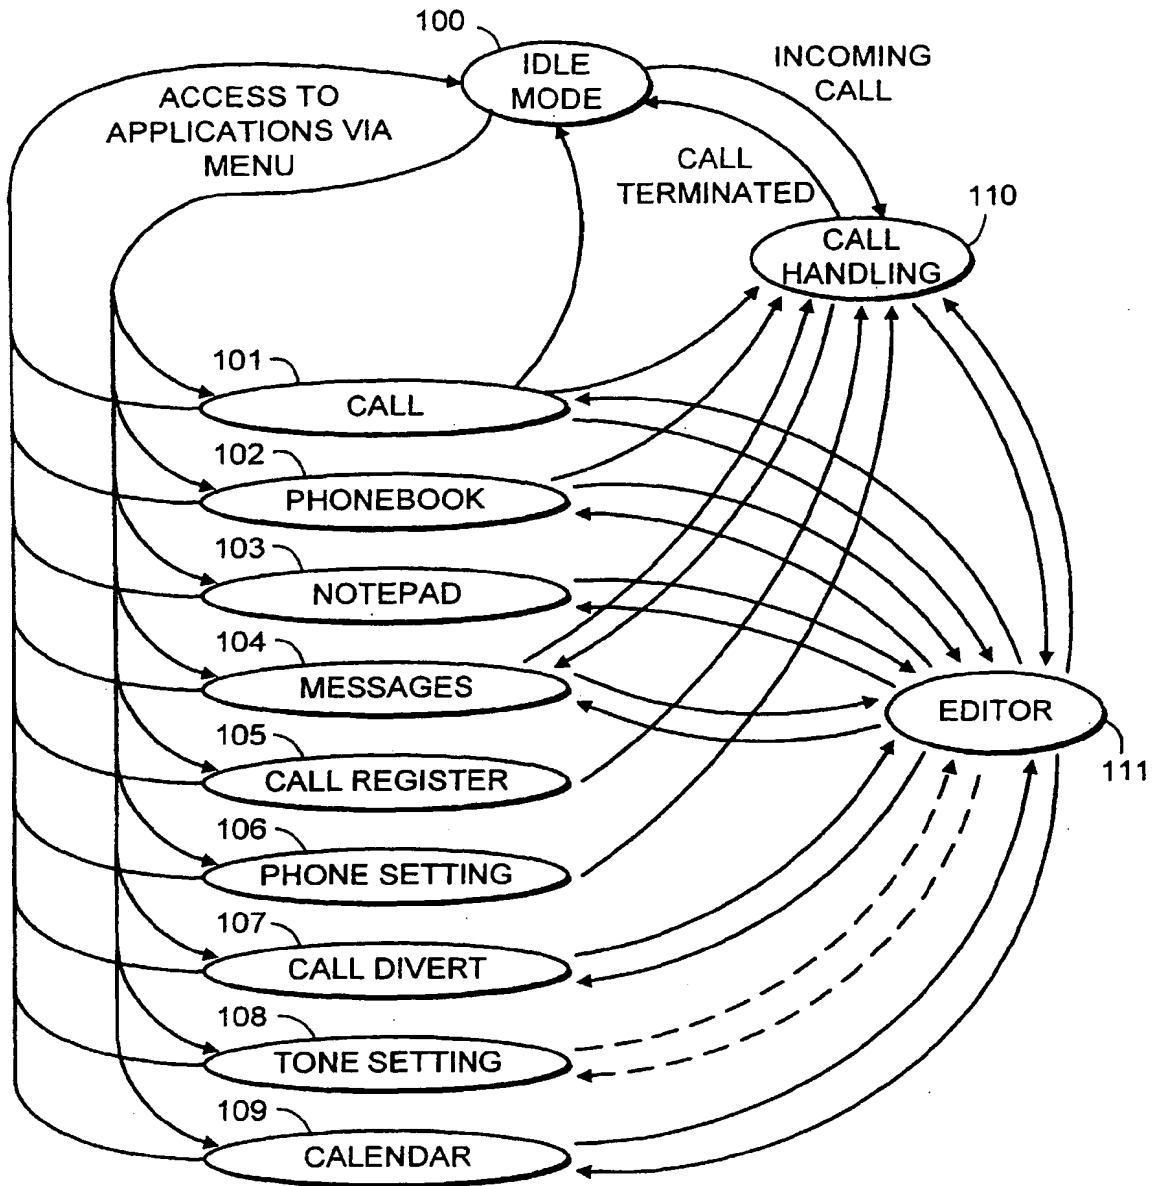 100
IDLE
MODE
INCOMING
CALL
ACCESS TO
APPLICATIONS VIA
MENU
CALL
TERMINATED
110
CALL
HANDLING
101
CALL
102
PHONEBOOK
103
NOTEPAD
104
MESSAGES
EDITOR
111
105
CALL REGISTER
106
PHONE SETTING
107
CALL DIVERT
108
TONE SETTING
109
CALENDAR